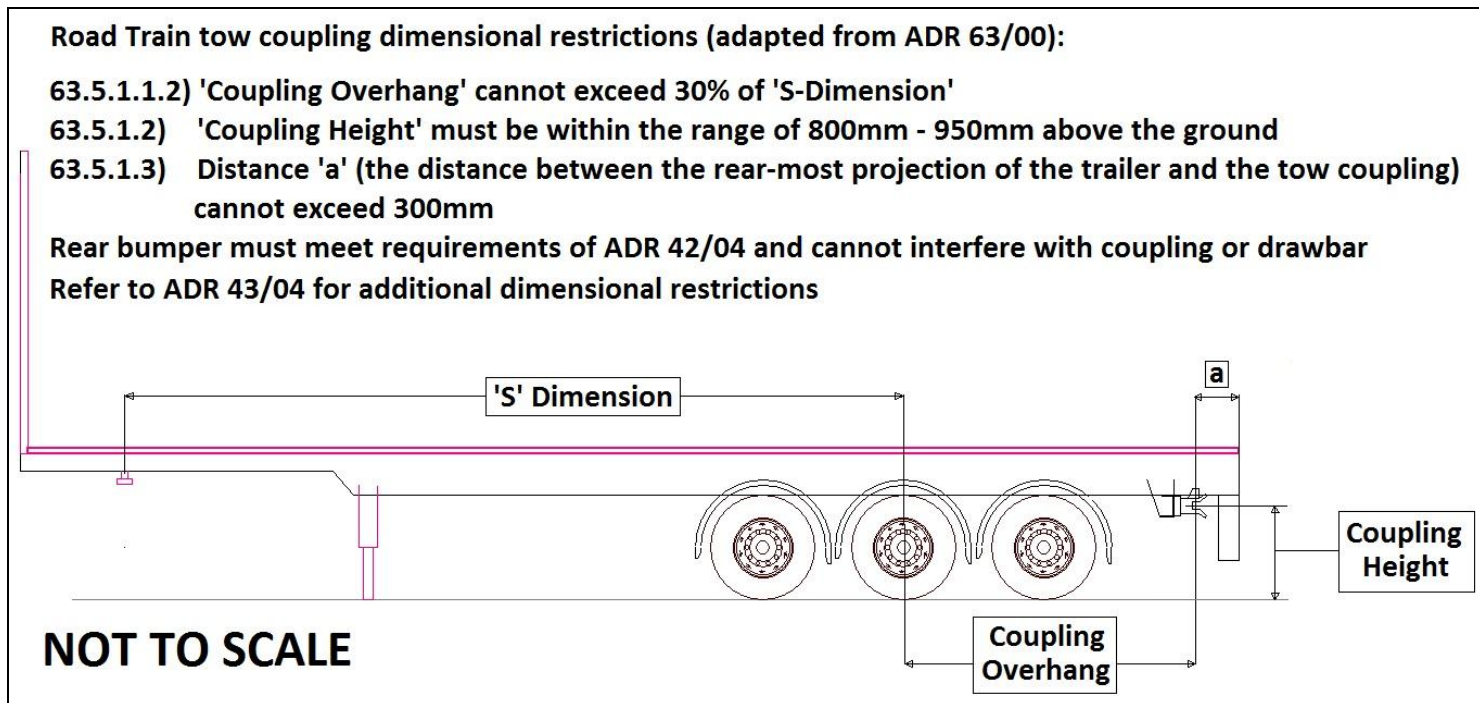 Road Train tow coupling dimensional restrictions (adapted from ADR 63/00):
63.5.1.1.2) 'Coupling Overhang' cannot exceed 30% of 'S-Dimension'
63.5.1.2) 'Coupling Height' must be within the range of 800mm - 950mm above the ground
63.5.1.3) Distance 'a' (the distance between the rear-most projection of the trailer and the tow coupling)
cannot exceed 300mm
Rear bumper must meet requirements of ADR 42/04 and cannot interfere with coupling or drawbar
Refer to ADR 43/04 for additional dimensional restrictions
a
'S' Dimension
Coupling
Height
NOT TO SCALE
Coupling
Overhang